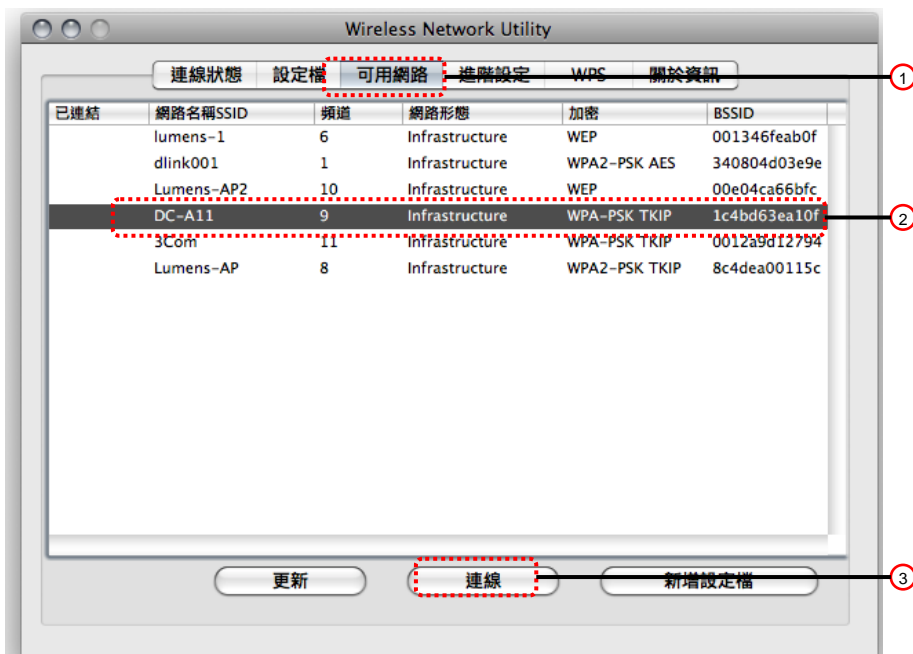 Wireless Network Utility
連線狀態 設定檔 可用網路 進階設定 WPS 關於資訊
1
已連結 網路名稱SSID 頻道 網路形態 加密 BSSID
lumens-1 6 Infrastructure WEP 001346feab0f
dlink001 1 Infrastructure WPA2-PSK AES 340804d03e9e
Lumens-AP2 10 Infrastructure WEP 00e04ca66bfc
DC-A11 9 Infrastructure WPA-PSK TKIP 1c4bd63ea10f
2
3Com 11 Infrastructure WPA-PSK TKIP 0012a9d12794
Lumens-AP 8 Infrastructure WPA2-PSK TKIP 8c4dea00115c
更新 連線 新增設定檔
3